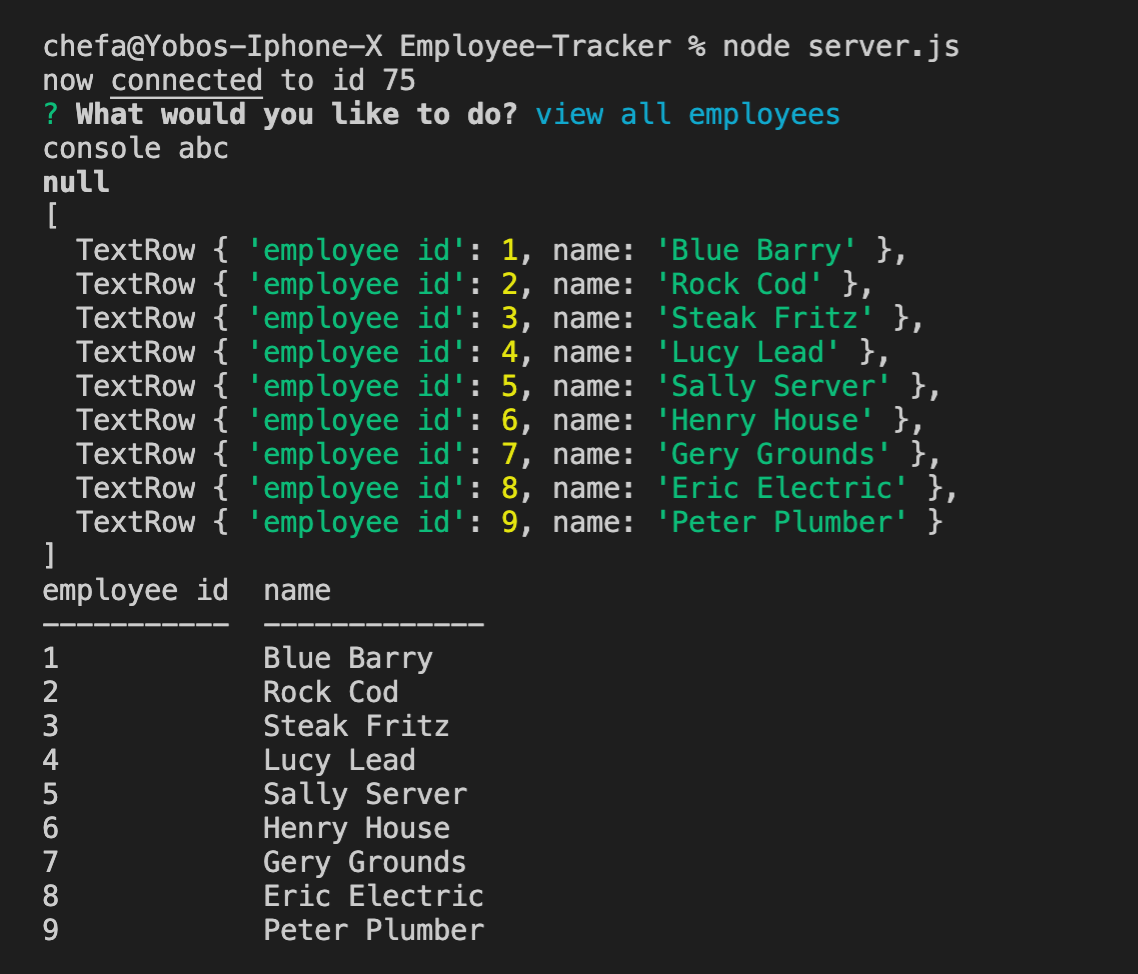 chefa@Yobos-Iphone-X Employee-Tracker % node server.js
now connected to id 75
? What would you like to do? view all employees
console abc
null
[
  TextRow { 'employee id': 1, name: 'Blue Barry' },
  TextRow { 'employee id': 2, name: 'Rock Cod' },
  TextRow { 'employee id': 3, name: 'Steak Fritz' },
  TextRow { 'employee id': 4, name: 'Lucy Lead' },
  TextRow { 'employee id': 5, name: 'Sally Server' },
  TextRow { 'employee id': 6, name: 'Henry House' },
  TextRow { 'employee id': 7, name: 'Gery Grounds' },
  TextRow { 'employee id': 8, name: 'Eric Electric' },
  TextRow { 'employee id': 9, name: 'Peter Plumber' }
]
employee id  name
-----------  -------------
1            Blue Barry
2            Rock Cod
3            Steak Fritz
4            Lucy Lead
5            Sally Server
6            Henry House
7            Gery Grounds
8            Eric Electric
9            Peter Plumber